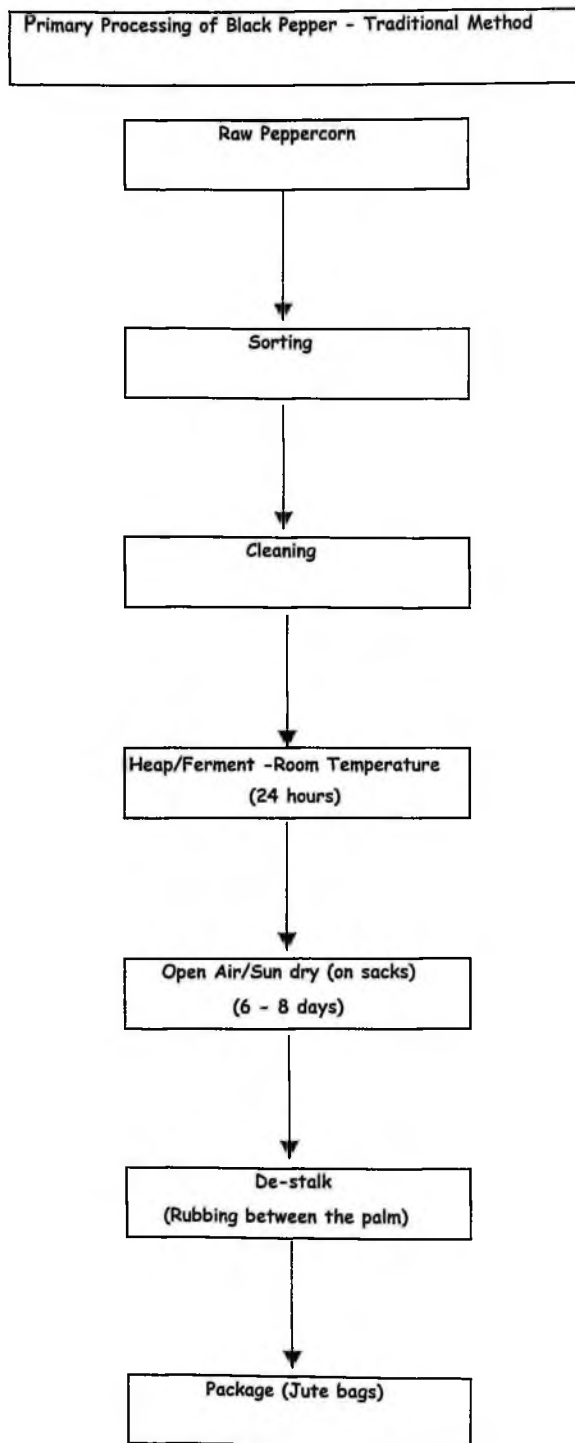 Primary Processing of Black Pepper - Traditional Method
Raw Peppercorn
Sorting
Cleaning
Heap/Ferment -Room Temperature
(24 hours)
Open Air/Sun dry (on sacks)
(6 - 8 days)
De-stalk
(Rubbing between the palm)
Package (Jute bags)